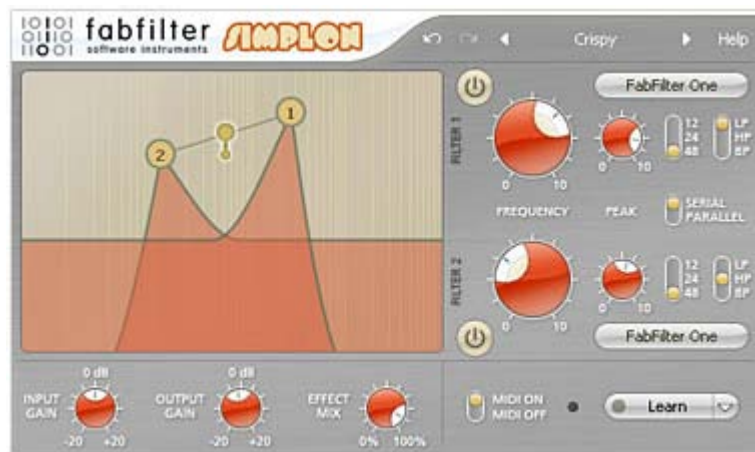 fabfilter
software instruments
SIMPLON
Crispy
Help
2
1
FILTER 1
FabFilter One
0 10
0 10
12
24
48
LP
HP
BP
FREQUENCY
PEAK
SERIAL
PARALLEL
FILTER 2
0 10
0 10
12
24
48
LP
HP
BP
FabFilter One
INPUT
GAIN
0 dB
-20 +20
OUTPUT
GAIN
0 dB
-20 +20
EFFECT
MIX
0% 100%
MIDI ON
MIDI OFF
Learn